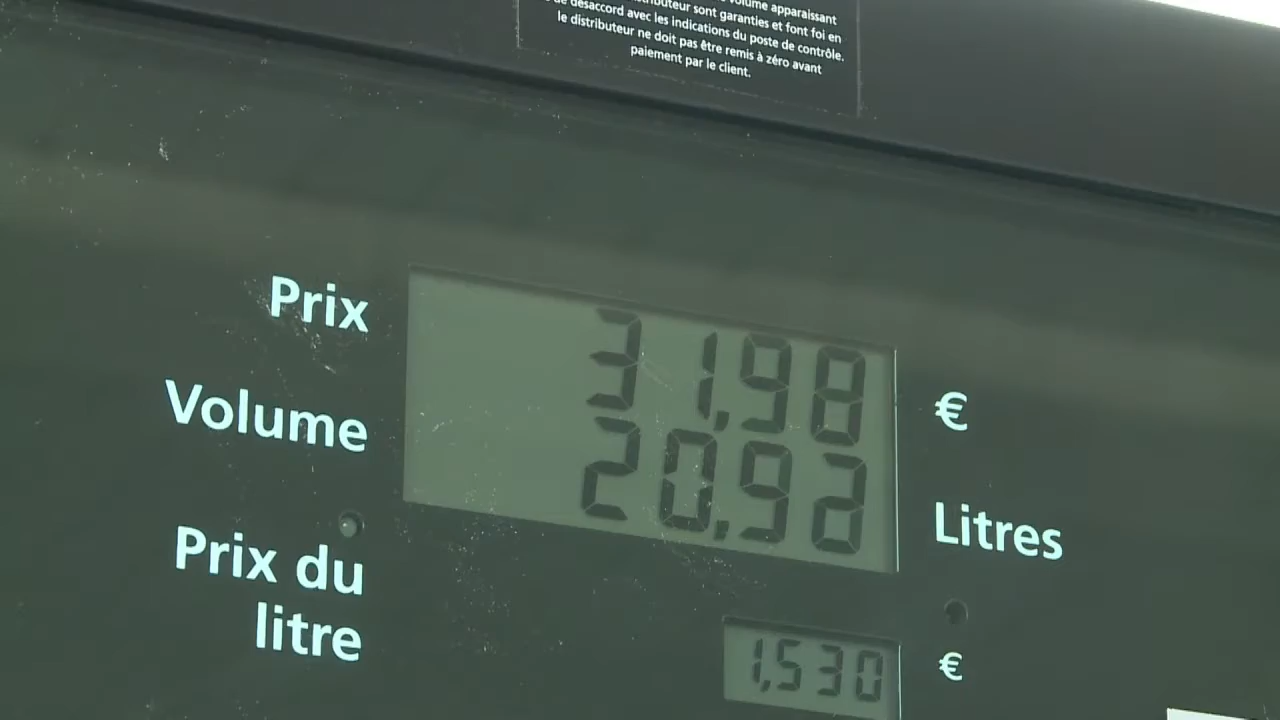 volume apparaissant
sont garanties et font foi en
désaccord avec les indications du poste de contrôle.
le distributeur ne doit pas être remis à zéro avant
paiement par le client.
Prix 31,98 €
Volume 20,92 Litres
Prix du
litre 1,530 €